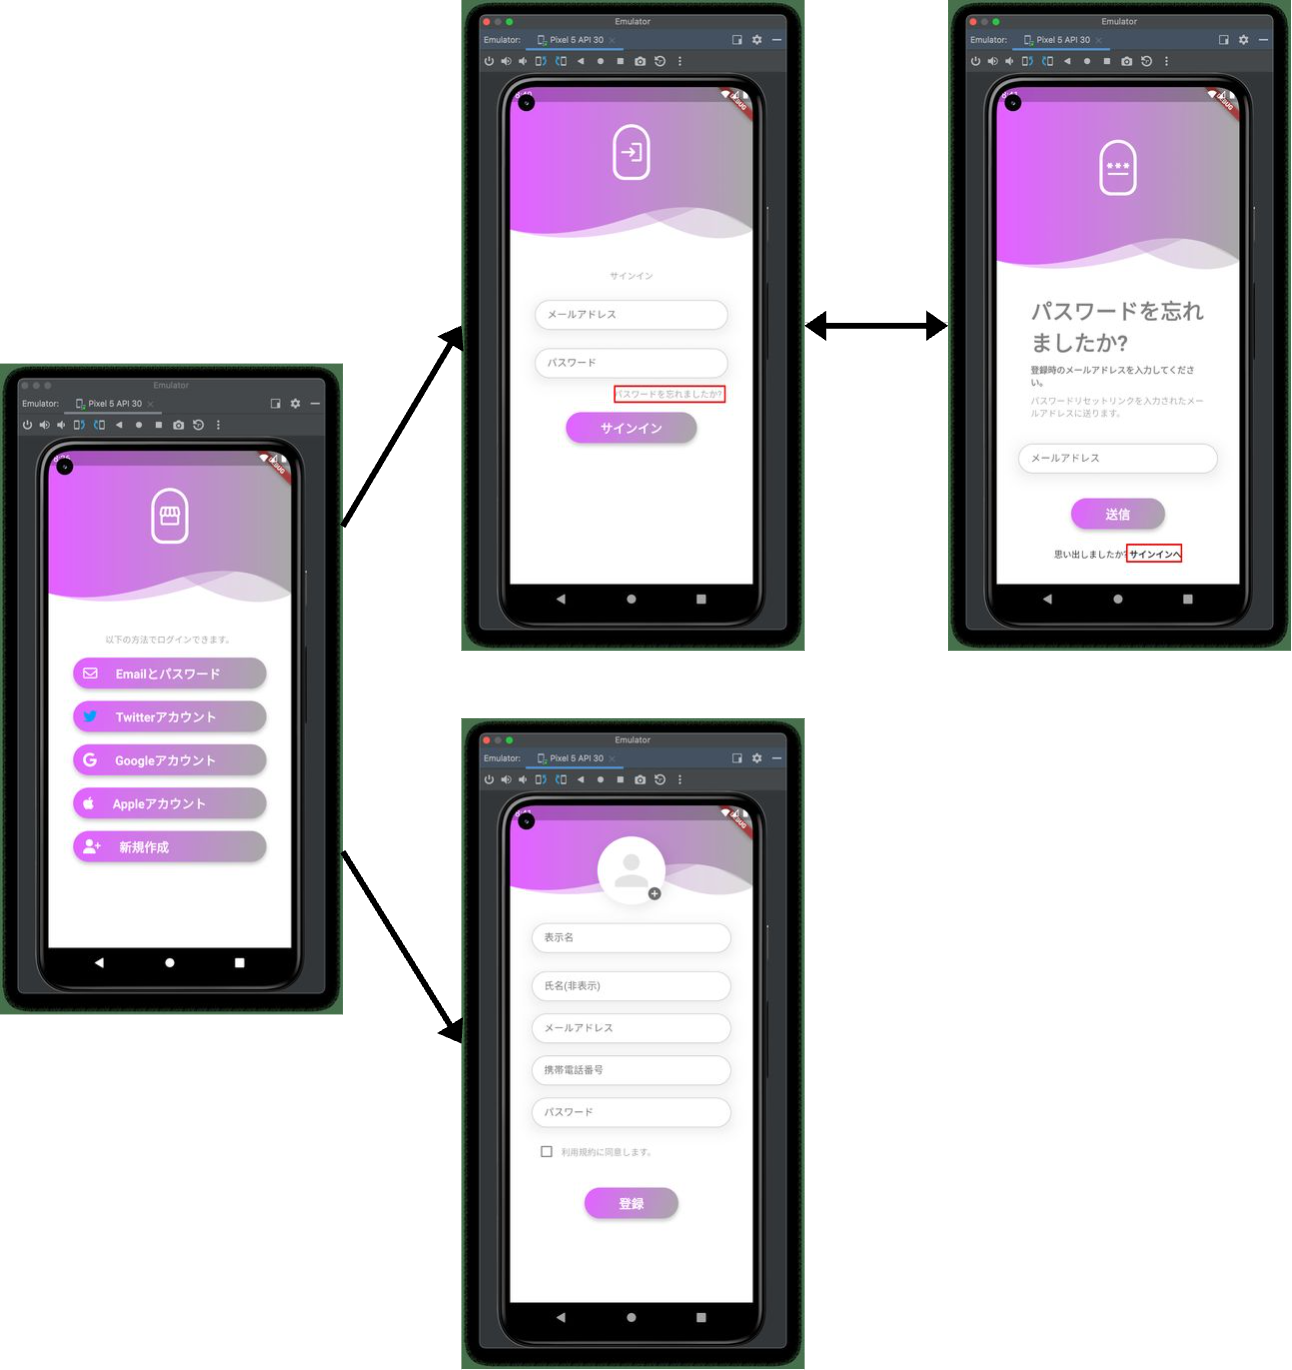 Emulator
Emulator: Pixel 5 API 30
以下の方法でログインできます。
Emailとパスワード
Twitterアカウント
Googleアカウント
Appleアカウント
新規作成
Emulator
Emulator: Pixel 5 API 30
サインイン
メールアドレス
パスワード
パスワードを忘れましたか?
サインイン
Emulator
Emulator: Pixel 5 API 30
***
パスワードを忘れ
ましたか?
登録時のメールアドレスを入力してくださ
い。
パスワードリセットリンクを入力されたメー
ルアドレスに送ります。
メールアドレス
送信
思い出しましたか? サインインへ
Emulator
Emulator: Pixel 5 API 30
表示名
氏名(非表示)
メールアドレス
携帯電話番号
パスワード
利用規約に同意します。
登録